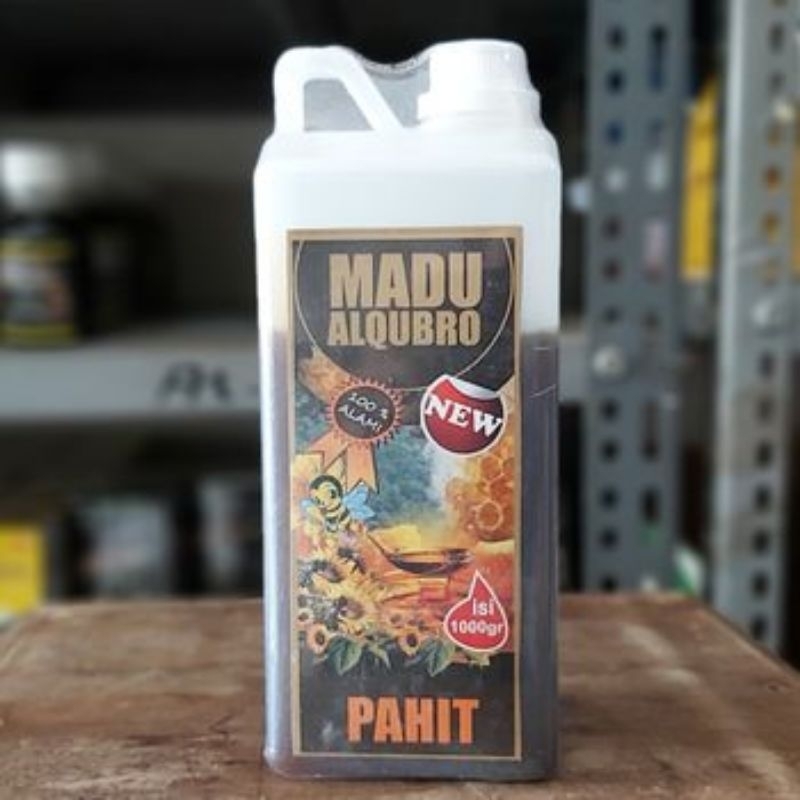 MADU
ALQUBRO
100 %
ALAMI
NEW
isi
1000gr
PAHIT